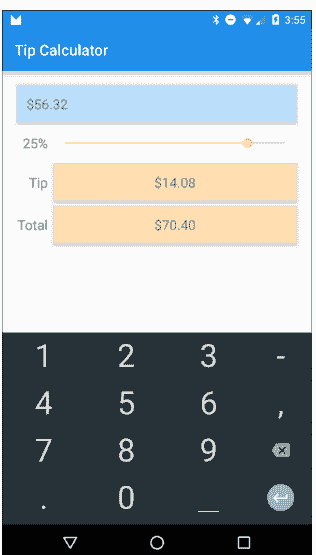 3:55
Tip Calculator
$56.32
25%
Tip $14.08
Total $70.40
1 2 3 -
4 5 6 ,
7 8 9
. 0 _